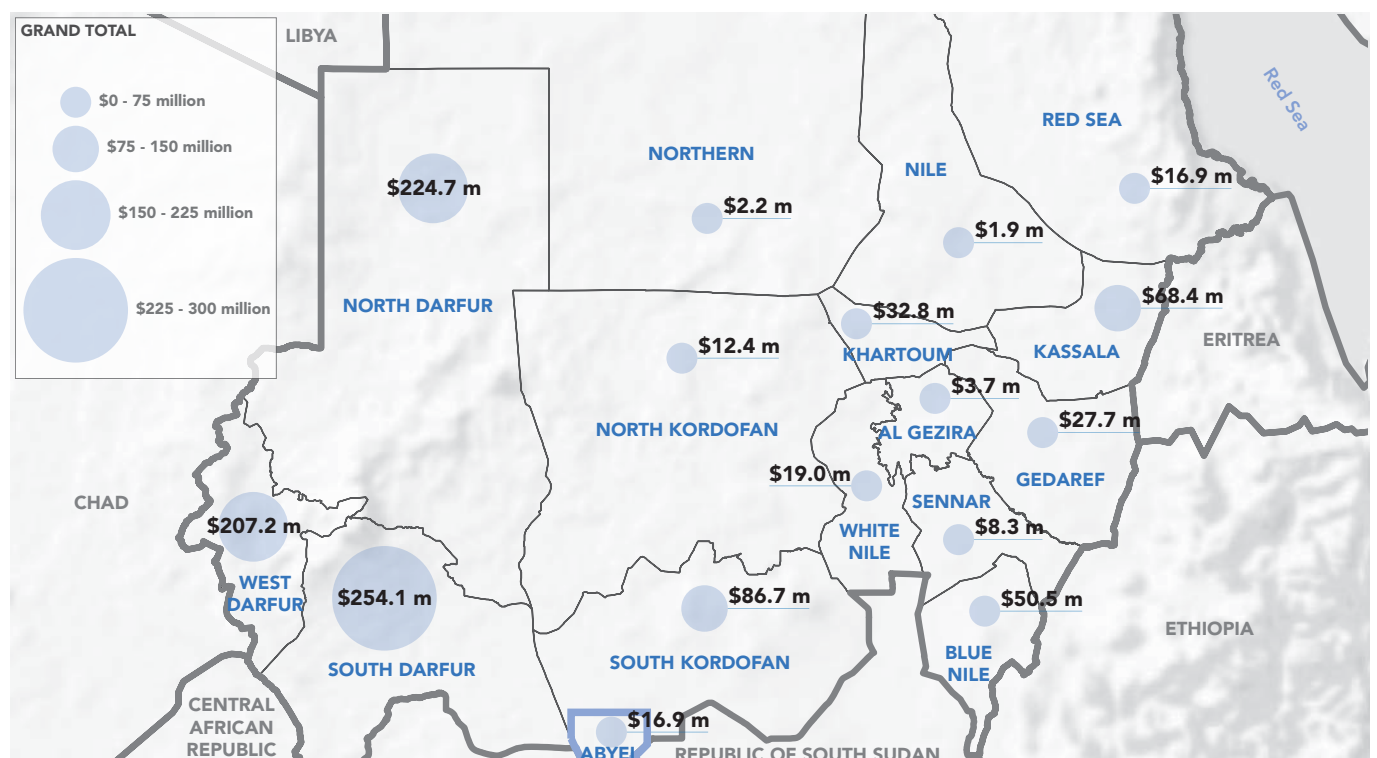 GRAND TOTAL
$0 - 75 million
$75 - 150 million
$150 - 225 million
$225 - 300 million
LIBYA
Red Sea
RED SEA
NORTHERN
NILE
$16.9 m
$224.7 m
$2.2 m
$1.9 m
NORTH DARFUR
$68.4 m
$32.8 m
ERITREA
$12.4 m
KHARTOUM
KASSALA
$3.7 m
$27.7 m
NORTH KORDOFAN
AL GEZIRA
$19.0 m
GEDAREF
CHAD
SENNAR
$207.2 m
$8.3 m
WHITE
NILE
WEST
DARFUR
$254.1 m
$86.7 m
$50.5 m
ETHIOPIA
SOUTH DARFUR
SOUTH KORDOFAN
BLUE
NILE
CENTRAL
AFRICAN
REPUBLIC
$16.9 m
ABYEI
REPUBLIC OF SOUTH SUDAN